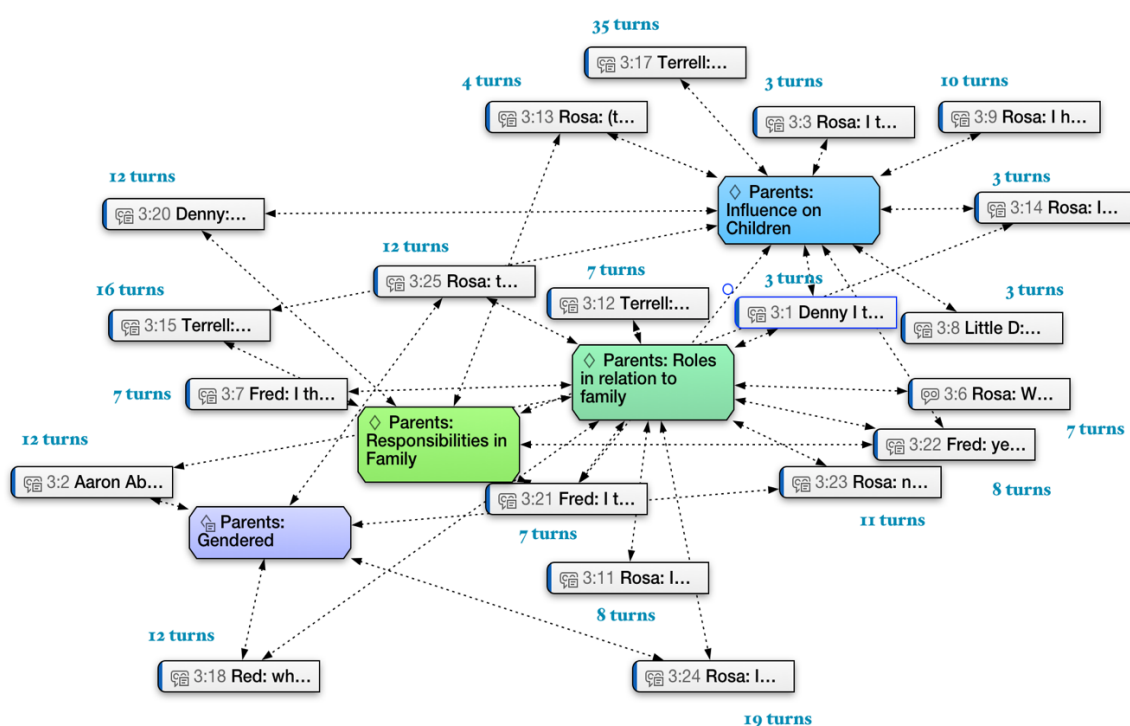 35 turns
3:17 Terrell:...
4 turns
3 turns
10 turns
3:13 Rosa: (t...
3:3 Rosa: I t...
3:9 Rosa: I h...
12 turns
3 turns
3:20 Denny:...
Parents:
Influence on
Children
3:14 Rosa: I...
12 turns
3:25 Rosa: t...
7 turns
3 turns
16 turns
3 turns
3:12 Terrell:...
3:1 Denny I t...
3:15 Terrell:...
3:8 Little D:...
Parents: Roles
in relation to
family
7 turns
3:7 Fred: I th...
3:6 Rosa: W...
7 turns
Parents:
Responsibilities in
Family
12 turns
3:22 Fred: ye...
3:2 Aaron Ab...
3:21 Fred: I t...
3:23 Rosa: n...
8 turns
Parents:
Gendered
7 turns
11 turns
3:11 Rosa: I...
8 turns
12 turns
3:18 Red: wh...
3:24 Rosa: I...
19 turns